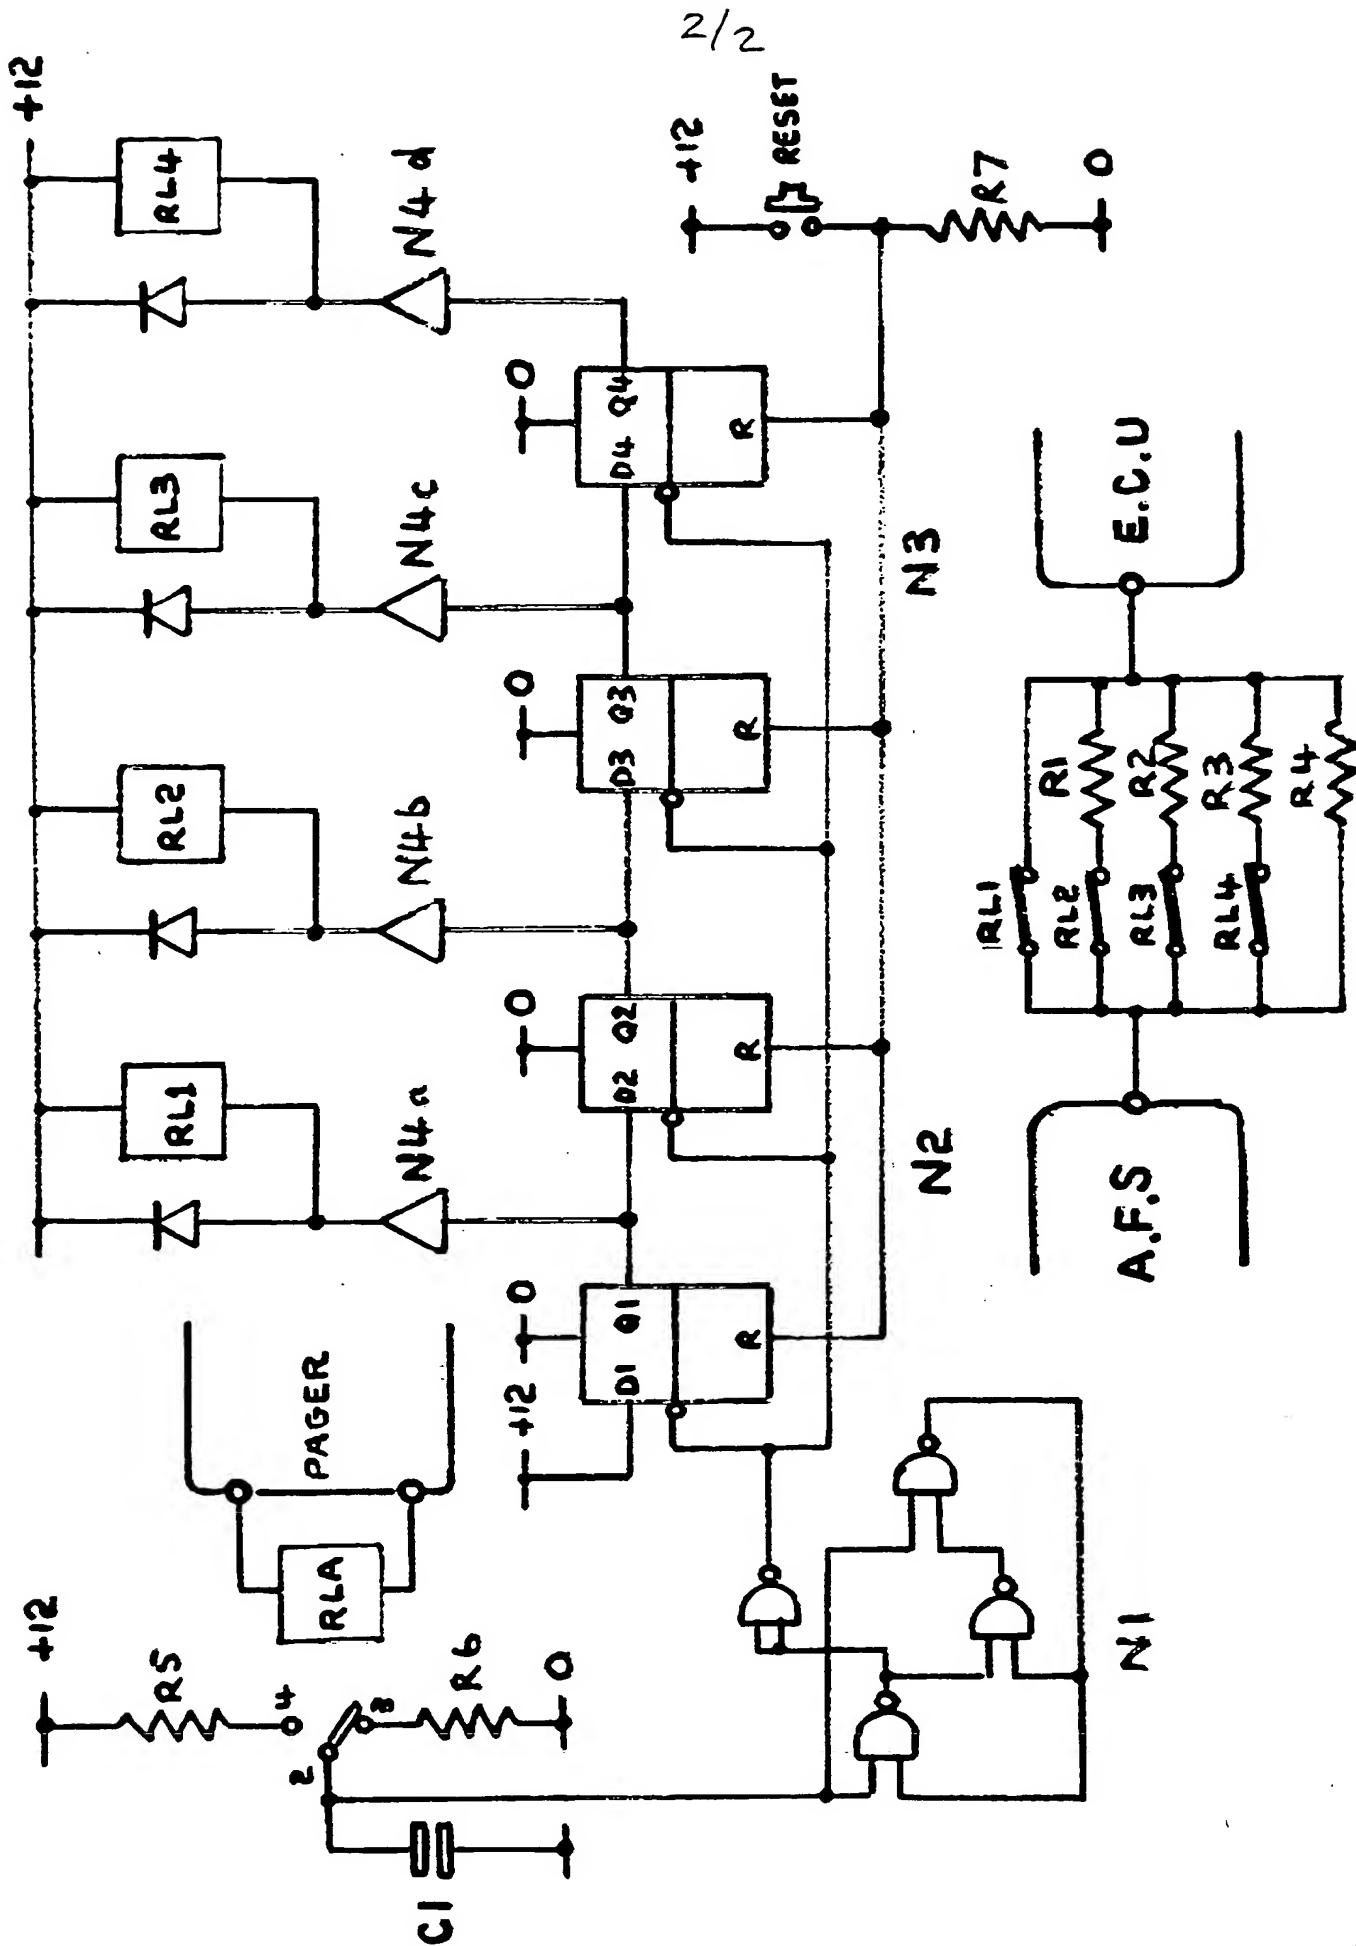 2/2
+12
RL4
RL3
RL2
RL1
N4d
N4c
N4b
N4a
+12
RESET
R7
0
0
D4 Q4
R
0
D3 Q3
R
0
D2 Q2
R
+12
0
D1 Q1
R
N3
N2
PAGER
RLA
+12
R5
4
2
3
R6
0
C1
N1
A.F.S
E.C.U
RL1
RL2
RL3
RL4
R1
R2
R3
R4